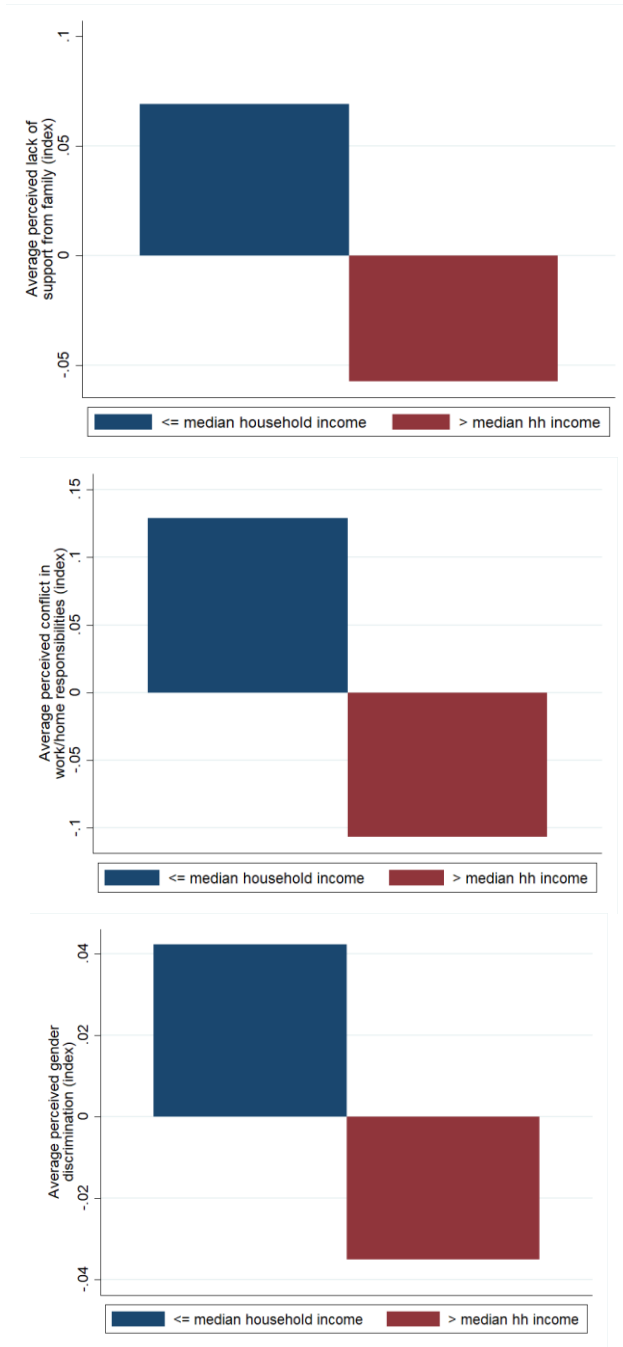 Average perceived lack of
support from family (index)
.1
.05
0
-.05
<= median household income > median hh income
Average perceived conflict in
work/home responsibilities (index)
.15
.1
.05
0
-.05
-.1
<= median household income > median hh income
Average perceived gender
discrimination (index)
.04
.02
0
-.02
-.04
<= median household income > median hh income